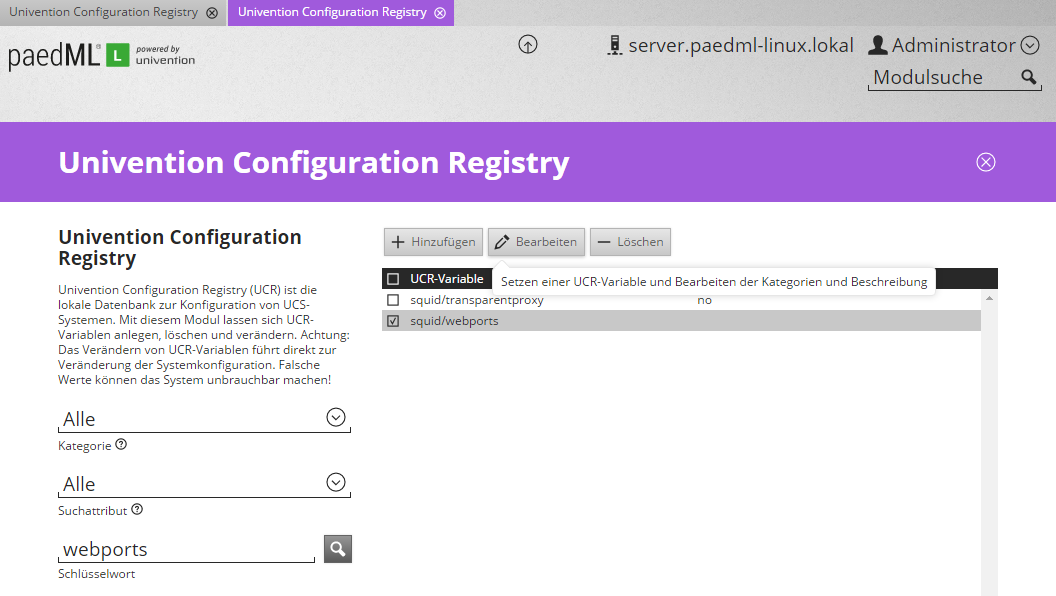 Univention Configuration Registry
Univention Configuration Registry
paedML® L powered by univention
server.paedml-linux.lokal
Administrator
Modulsuche
Univention Configuration Registry
Univention Configuration
Registry
Univention Configuration Registry (UCR) ist die
lokale Datenbank zur Konfiguration von UCS-
Systemen. Mit diesem Modul lassen sich UCR-
Variablen anlegen, löschen und verändern. Achtung:
Das Verändern von UCR-Variablen führt direkt zur
Veränderung der Systemkonfiguration. Falsche
Werte können das System unbrauchbar machen!
Alle
Kategorie
Alle
Suchattribut
webports
Schlüsselwort
Hinzufügen
Bearbeiten
Löschen
UCR-Variable
Setzen einer UCR-Variable und Bearbeiten der Kategorien und Beschreibung
squid/transparentproxy no
squid/webports